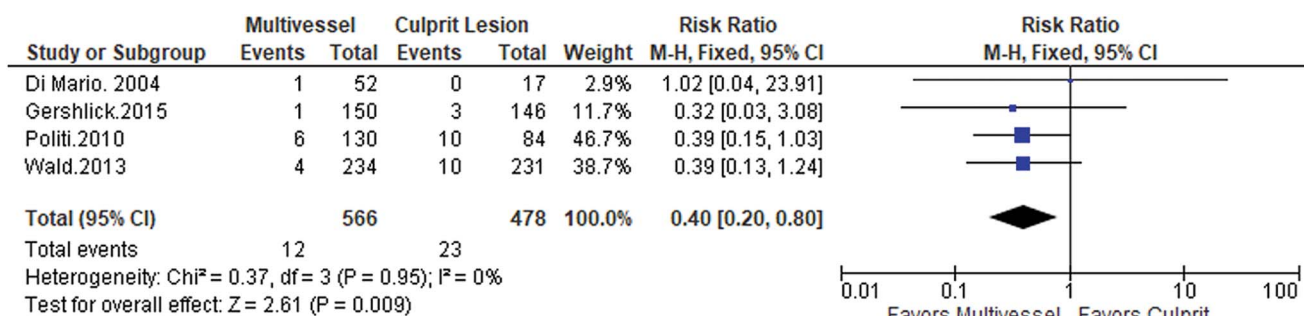 Multivessel Culprit Lesion Risk Ratio Risk Ratio
Study or Subgroup Events Total Events Total Weight M-H, Fixed, 95% CI M-H, Fixed, 95% CI
Di Mario. 2004 1 52 0 17 2.9% 1.02 [0.04, 23.91]
Gershlick.2015 1 150 3 146 11.7% 0.32 [0.03, 3.08]
Politi.2010 6 130 10 84 46.7% 0.39 [0.15, 1.03]
Wald.2013 4 234 10 231 38.7% 0.39 [0.13, 1.24]
Total (95% CI) 566 478 100.0% 0.40 [0.20, 0.80]
Total events 12 23
Heterogeneity: Chi² = 0.37, df = 3 (P = 0.95); I² = 0%
Test for overall effect: Z = 2.61 (P = 0.009)
0.01 0.1 1 10 100
Favors Multivessel Favors Culprit